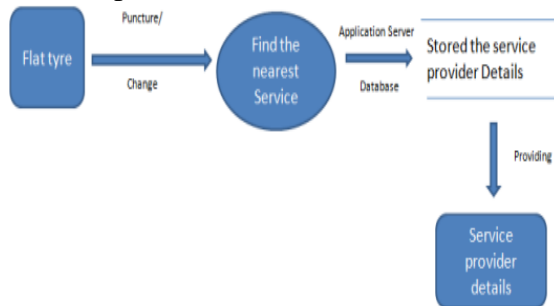 Flat tyre
Puncture/
Change
Find the
nearest
Service
Application Server
Database
Stored the service
provider Details
Providing
Service
provider
details